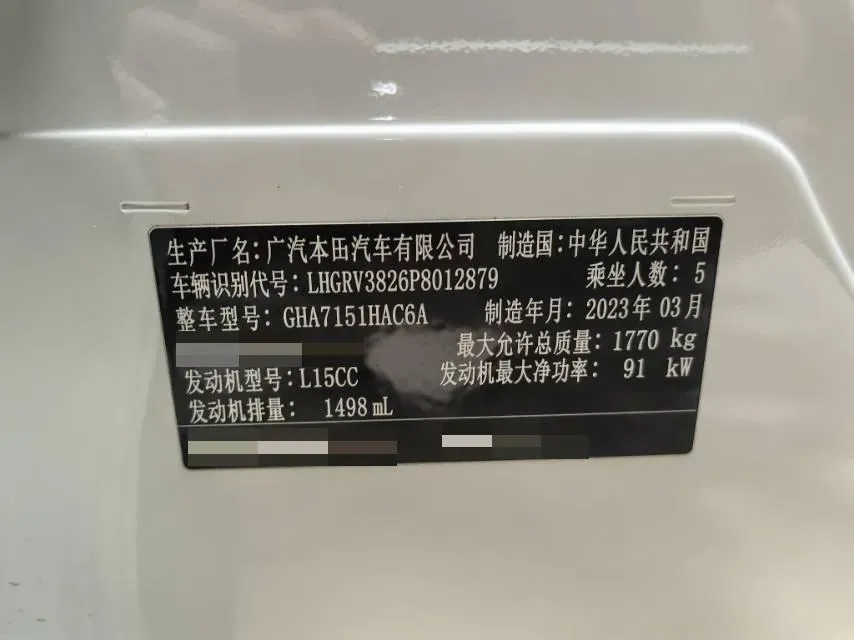 生产厂名：广汽本田汽车有限公司 制造国：中华人民共和国
车辆识别代号：LHGRV3826P8012879 乘坐人数：5
整车型号：GHA7151HAC6A 制造年月：2023年03月
最大允许总质量：1770 kg
发动机型号：L15CC 发动机最大净功率：91 kW
发动机排量：1498 mL